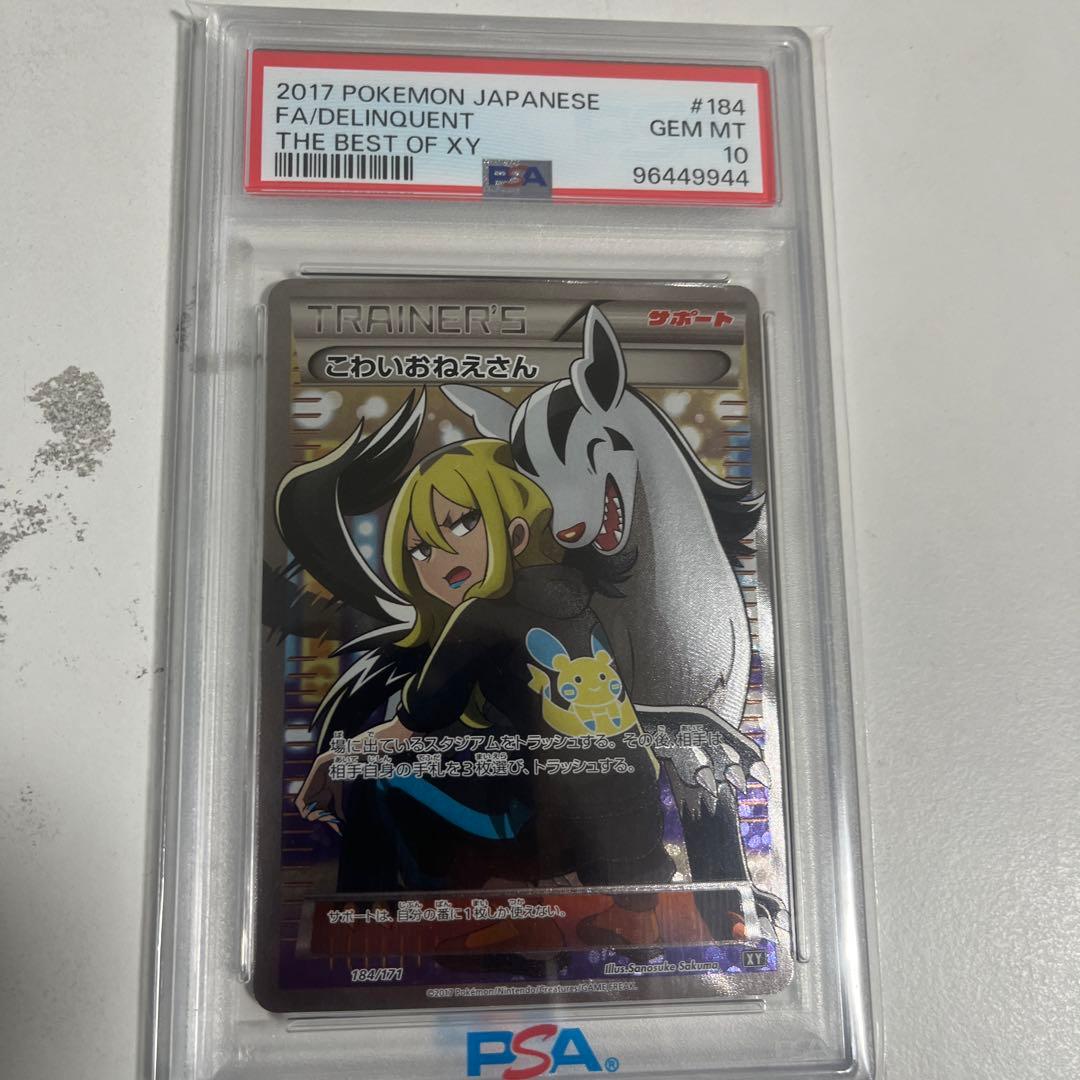 2017 POKEMON JAPANESE #184
FA/DELINQUENT GEM MT
THE BEST OF XY 10
PSA 96449944
TRAINER'S サポート
こわいおねえさん
場に出ているスタジアムをトラッシュする。その後、相手は
相手自身の手札を3枚選び、トラッシュする。
サポートは、自分の番に1枚しか使えない。
184/171 Illus.Sanosuke Sakuma XY
©2017 Pokémon/Nintendo/Creatures/GAME FREAK.
PSA®